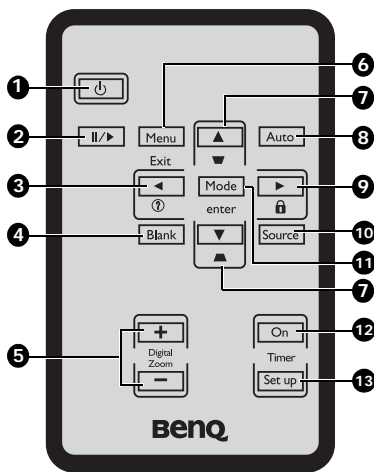 1
6
7
2
II/▶
Menu
Auto
8
Exit
3
Mode
9
?
enter
4
Blank
Source
10
11
7
5
+
On
12
Digital
Zoom
Timer
−
Set up
13
BenQ